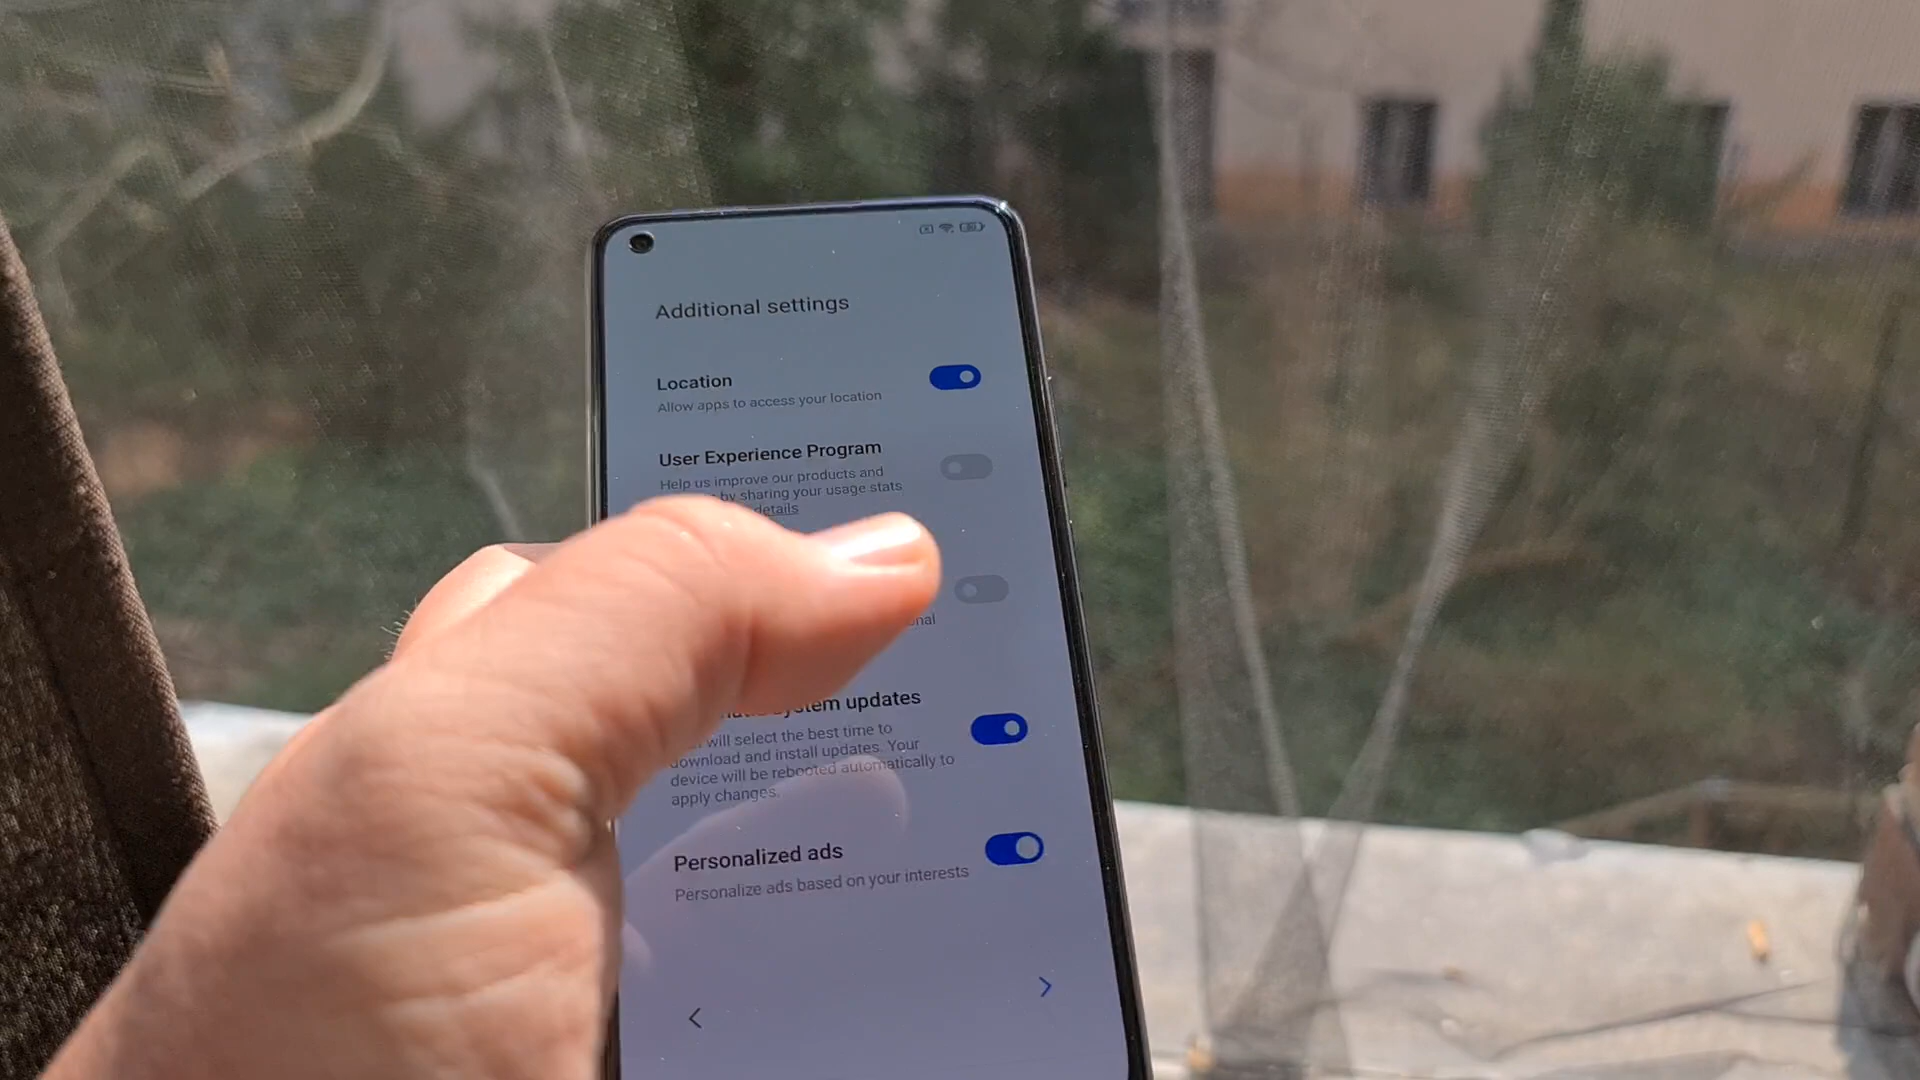 Additional settings
Location
Allow apps to access your location
User Experience Program
Help us improve our products and
by sharing your usage stats
details
system updates
will select the best time to
download and install updates. Your
device will be rebooted automatically to
apply changes.
Personalized ads
Personalize ads based on your interests